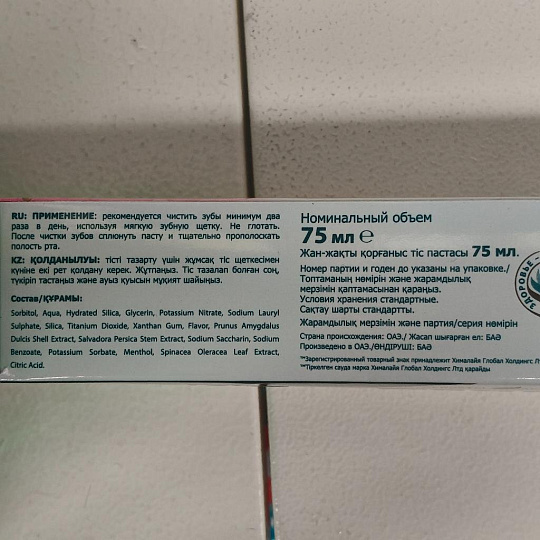 RU: ПРИМЕНЕНИЕ: рекомендуется чистить зубы минимум два
раза в день, используя мягкую зубную щетку. Не глотать.
После чистки зубов сплюнуть пасту и тщательно прополоскать
полость рта.
KZ: ҚОЛДАНЫЛУЫ: тісті тазарту үшін жұмсақ тіс щеткесімен
күніне екі рет қолдану керек. Жұтпаңыз. Тіс тазалап болған соң,
түкіріп тастаңыз және ауыз қуысын мұқият шайыңыз.
Состав/ҚҰРАМЫ:
Sorbitol, Aqua, Hydrated Silica, Glycerin, Potassium Nitrate, Sodium Lauryl
Sulphate, Silica, Titanium Dioxide, Xanthan Gum, Flavor, Prunus Amygdalus
Dulcis Shell Extract, Salvadora Persica Stem Extract, Sodium Saccharin, Sodium
Benzoate, Potassium Sorbate, Menthol, Spinacea Oleracea Leaf Extract,
Citric Acid.
Номинальный объем
75 мл ℮
Жан-жақты қорғаныс тіс пастасы 75 мл.
Номер партии и годен до указаны на упаковке./
Топтаманың нөмірін және жарамдылық
мерзімін қаптамасынан қараңыз.
Условия хранения стандартные.
Сақтау шарты стандартты.
Жарамдылық мерзімін және партия/серия нөмірін
Страна происхождения: ОАЭ./ Жасап шығарған ел: БАӘ
Произведено в ОАЭ./ӨНДІРУШІ: БАӘ
™Зарегистрированный товарный знак принадлежит Хималайя Глобал Холдингс Л
™Тіркелген сауда марка Хималайя Глобал Холдингс Лтд қарайды
ЗДОРОВЬЕ